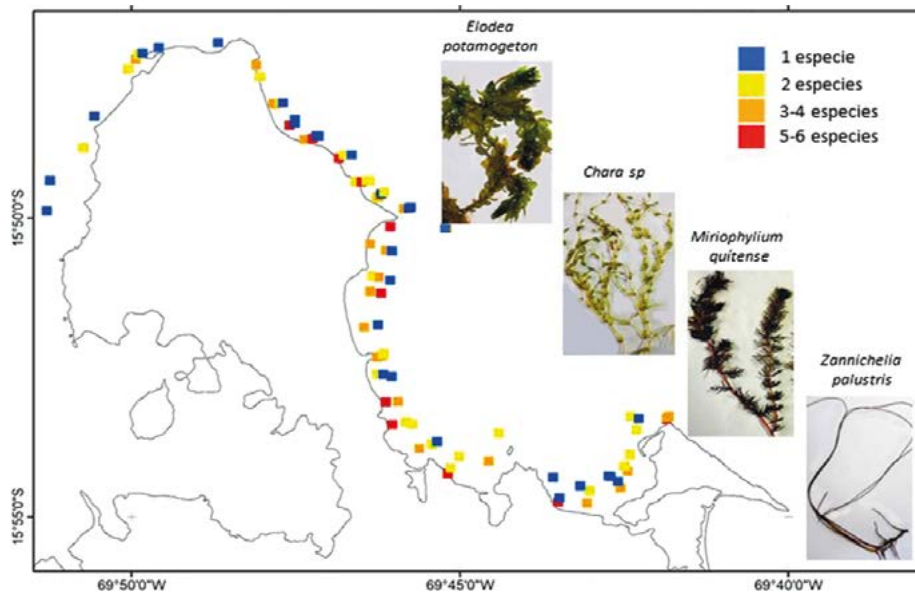 Elodea
potamogeton
1 especie
2 especies
3-4 especies
5-6 especies
Chara sp
Miriophylium
quitense
Zannichelia
palustris
15°50'0"S
15°55'0"S
69°50'0"W
69°45'0"W
69°40'0"W